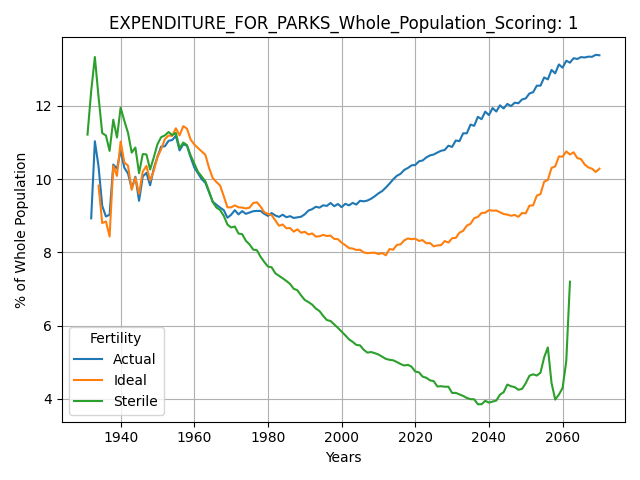 EXPENDITURE_FOR_PARKS_Whole_Population_Scoring: 1
% of Whole Population
12
10
8
6
4
Fertility
Actual
Ideal
Sterile
1940 1960 1980 2000 2020 2040 2060
Years